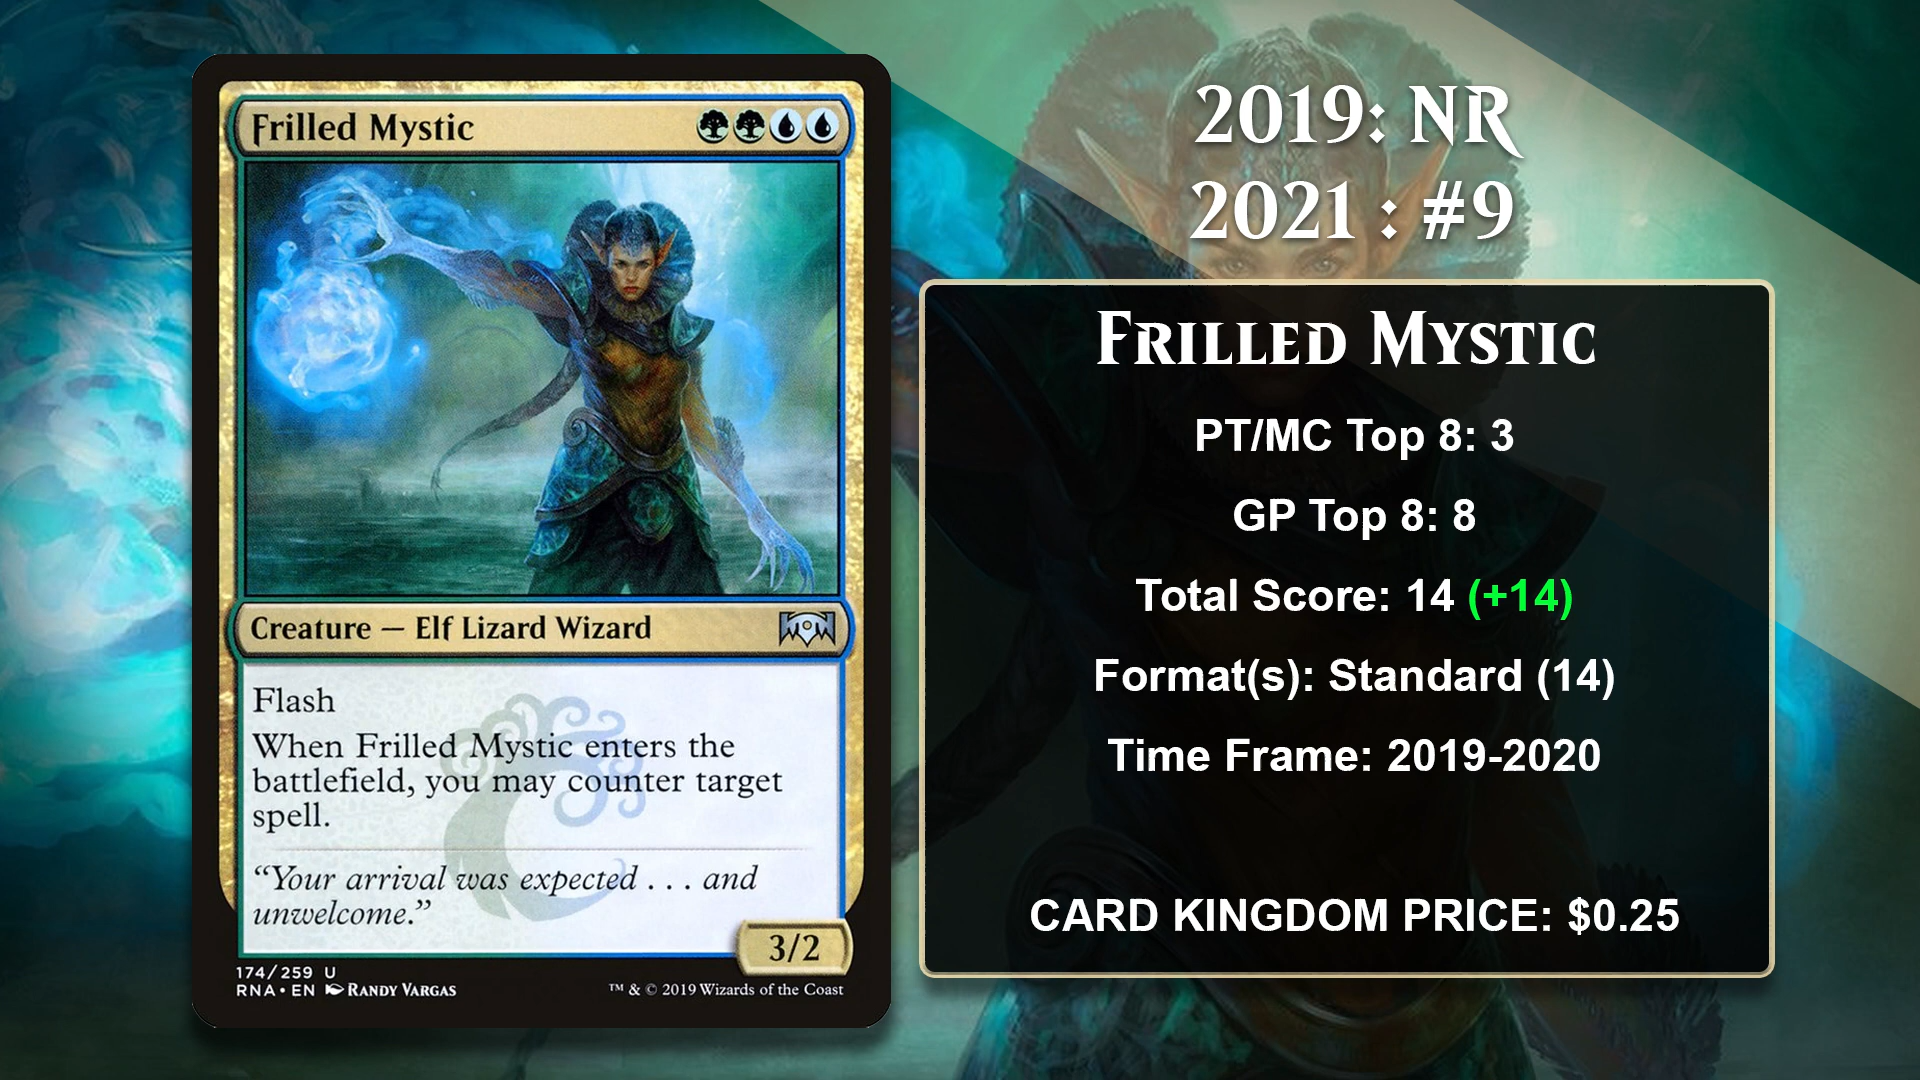 Frilled Mystic
Creature — Elf Lizard Wizard
Flash
When Frilled Mystic enters the
battlefield, you may counter target
spell.
“Your arrival was expected . . . and
unwelcome.”
3/2
174/259 U
RNA • EN RANDY VARGAS
™ & © 2019 Wizards of the Coast
2019: NR
2021 : #9
FRILLED MYSTIC
PT/MC Top 8: 3
GP Top 8: 8
Total Score: 14 (+14)
Format(s): Standard (14)
Time Frame: 2019-2020
CARD KINGDOM PRICE: $0.25